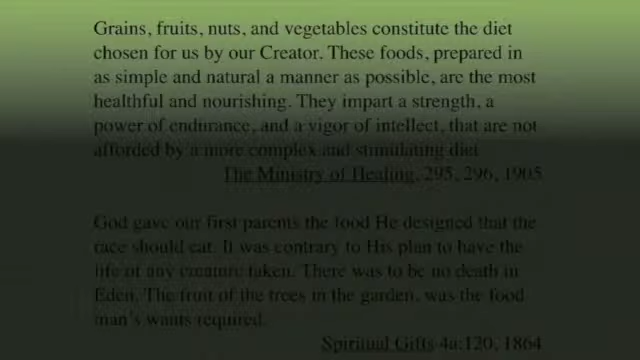 Grains, fruits, nuts, and vegetables constitute the diet
chosen for us by our Creator. These foods, prepared in
as simple and natural a manner as possible, are the most
healthful and nourishing. They impart a strength, a
power of endurance, and a vigor of intellect, that are not
afforded by a more complex and stimulating diet
The Ministry of Healing, 295, 296, 1905
God gave our first parents the food He designed that the
race should eat. It was contrary to His plan to have the
life of any creature taken. There was to be no death in
Eden. The fruit of the trees in the garden, was the food
man's wants required.
Spiritual Gifts 4a:120, 1864